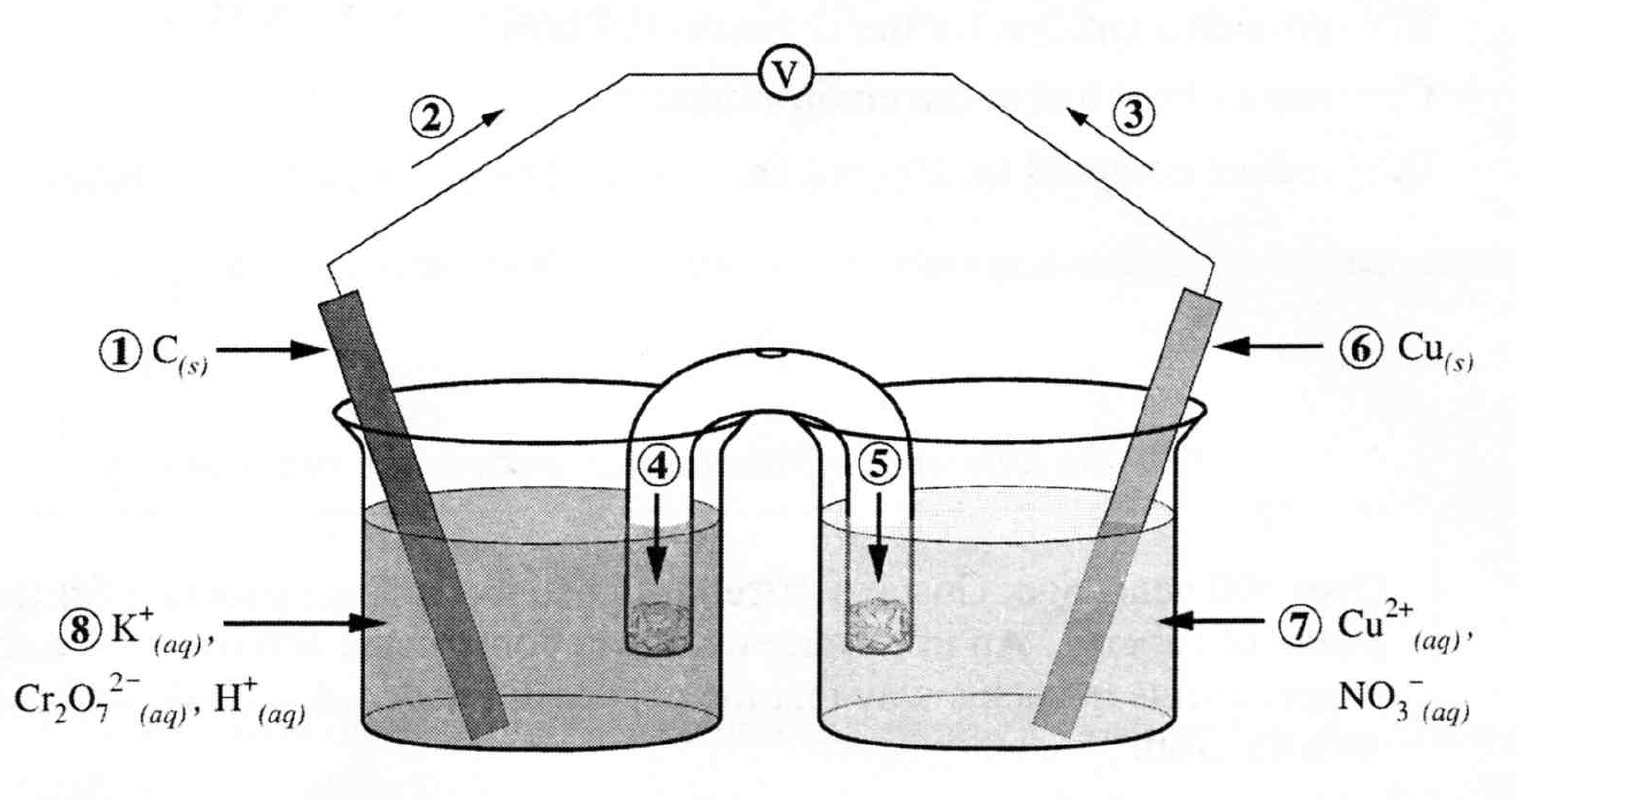 V
② ③
① C(s)
⑥ Cu(s)
④ ⑤
⑧ K⁺(aq),
Cr₂O₇²⁻(aq), H⁺(aq)
⑦ Cu²⁺(aq),
NO₃⁻(aq)